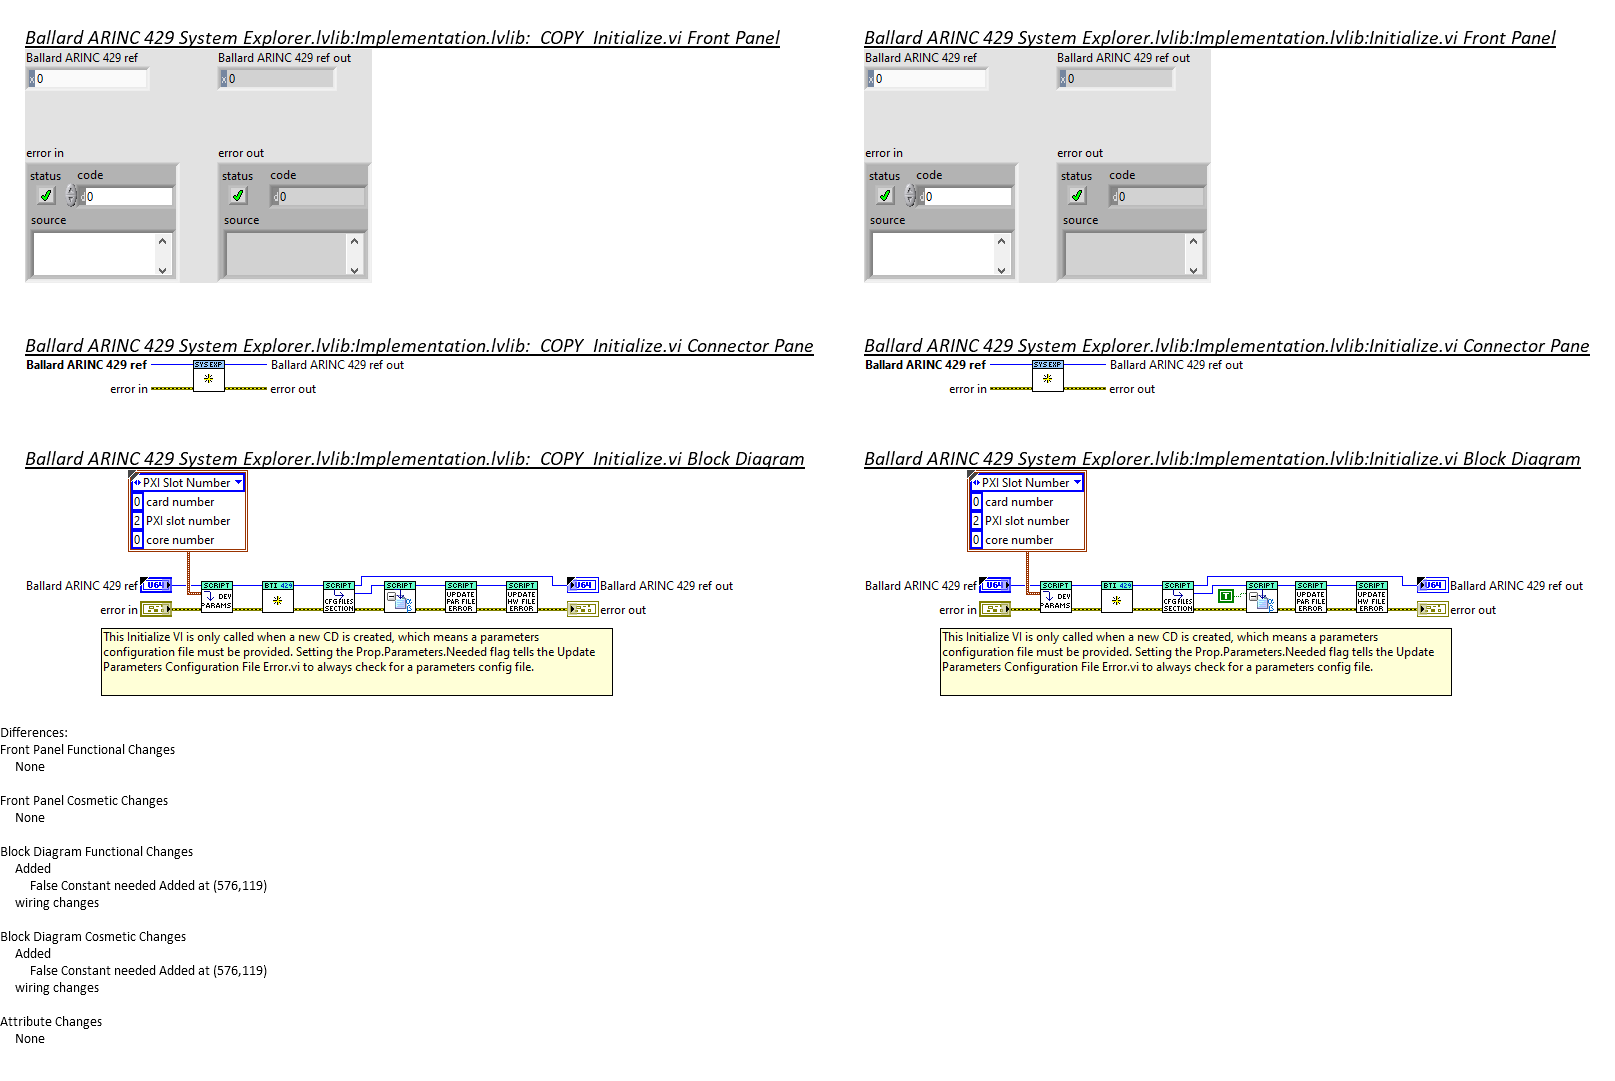 Ballard ARINC 429 System Explorer.lvlib:Implementation.lvlib:_COPY_Initialize.vi Front Panel
Ballard ARINC 429 ref
Ballard ARINC 429 ref out
x 0
x 0
error in
error out
status
code
status
code
d 0
d 0
source
source
Ballard ARINC 429 System Explorer.lvlib:Implementation.lvlib:Initialize.vi Front Panel
Ballard ARINC 429 ref
Ballard ARINC 429 ref out
x 0
x 0
error in
error out
status
code
status
code
d 0
d 0
source
source
Ballard ARINC 429 System Explorer.lvlib:Implementation.lvlib:_COPY_Initialize.vi Connector Pane
Ballard ARINC 429 ref
SYS EXP
Ballard ARINC 429 ref out
error in
error out
Ballard ARINC 429 System Explorer.lvlib:Implementation.lvlib:Initialize.vi Connector Pane
Ballard ARINC 429 ref
SYS EXP
Ballard ARINC 429 ref out
error in
error out
Ballard ARINC 429 System Explorer.lvlib:Implementation.lvlib:_COPY_Initialize.vi Block Diagram
PXI Slot Number
0 card number
2 PXI slot number
0 core number
Ballard ARINC 429 ref
U64
SCRIPT
DEV
PARAMS
BTI 429
SCRIPT
CFG FILES
SECTION
SCRIPT
SCRIPT
UPDATE
PAR FILE
ERROR
SCRIPT
UPDATE
HW FILE
ERROR
U64
Ballard ARINC 429 ref out
error in
error out
This Initialize VI is only called when a new CD is created, which means a parameters
configuration file must be provided. Setting the Prop.Parameters.Needed flag tells the Update
Parameters Configuration File Error.vi to always check for a parameters config file.
Ballard ARINC 429 System Explorer.lvlib:Implementation.lvlib:Initialize.vi Block Diagram
PXI Slot Number
0 card number
2 PXI slot number
0 core number
Ballard ARINC 429 ref
U64
SCRIPT
DEV
PARAMS
BTI 429
SCRIPT
CFG FILES
SECTION
T
SCRIPT
SCRIPT
UPDATE
PAR FILE
ERROR
SCRIPT
UPDATE
HW FILE
ERROR
U64
Ballard ARINC 429 ref out
error in
error out
This Initialize VI is only called when a new CD is created, which means a parameters
configuration file must be provided. Setting the Prop.Parameters.Needed flag tells the Update
Parameters Configuration File Error.vi to always check for a parameters config file.
Differences:
Front Panel Functional Changes
None
Front Panel Cosmetic Changes
None
Block Diagram Functional Changes
Added
False Constant needed Added at (576,119)
wiring changes
Block Diagram Cosmetic Changes
Added
False Constant needed Added at (576,119)
wiring changes
Attribute Changes
None